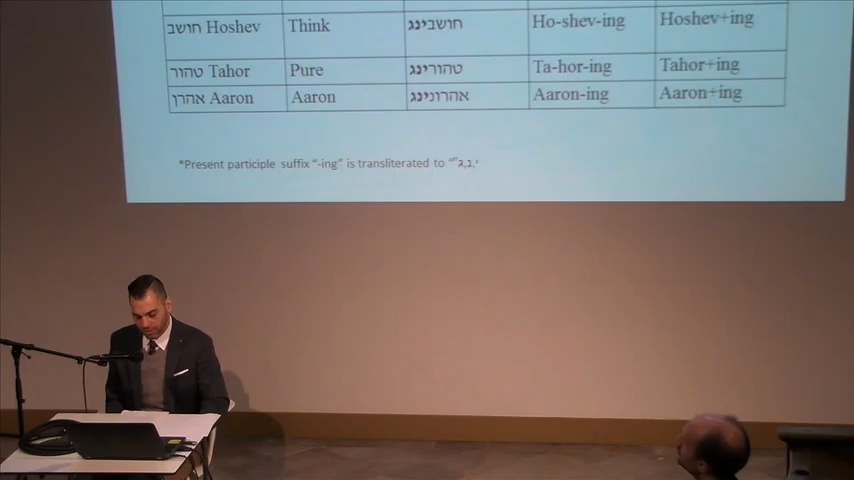 חושב Hoshev Think חושבינג Ho-shev-ing Hoshev+ing
טהור Tahor Pure טהורינג Ta-hor-ing Tahor+ing
אהרן Aaron Aaron אהרונינג Aaron-ing Aaron+ing
*Present participle suffix "-ing" is transliterated to